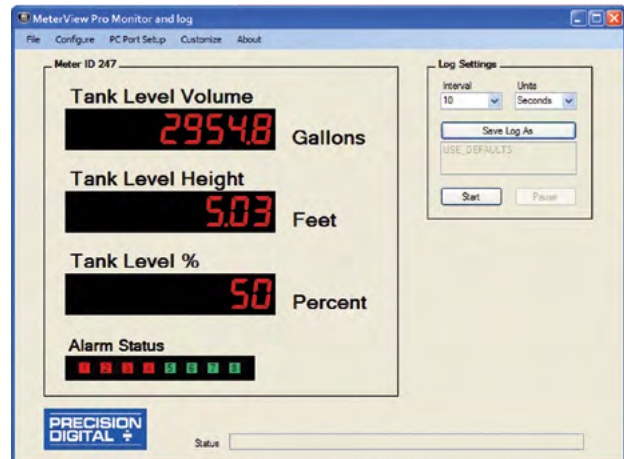 MeterView Pro Monitor and log
File Configure PC Port Setup Customize About
Meter ID 247
Tank Level Volume
2954.8 Gallons
Tank Level Height
5.03 Feet
Tank Level %
50 Percent
Alarm Status
1 2 3 4 5 6 7 8
Log Settings
Interval Units
10 Seconds
Save Log As
USE_DEFAULTS
Start Pause
PRECISION
DIGITAL
Status